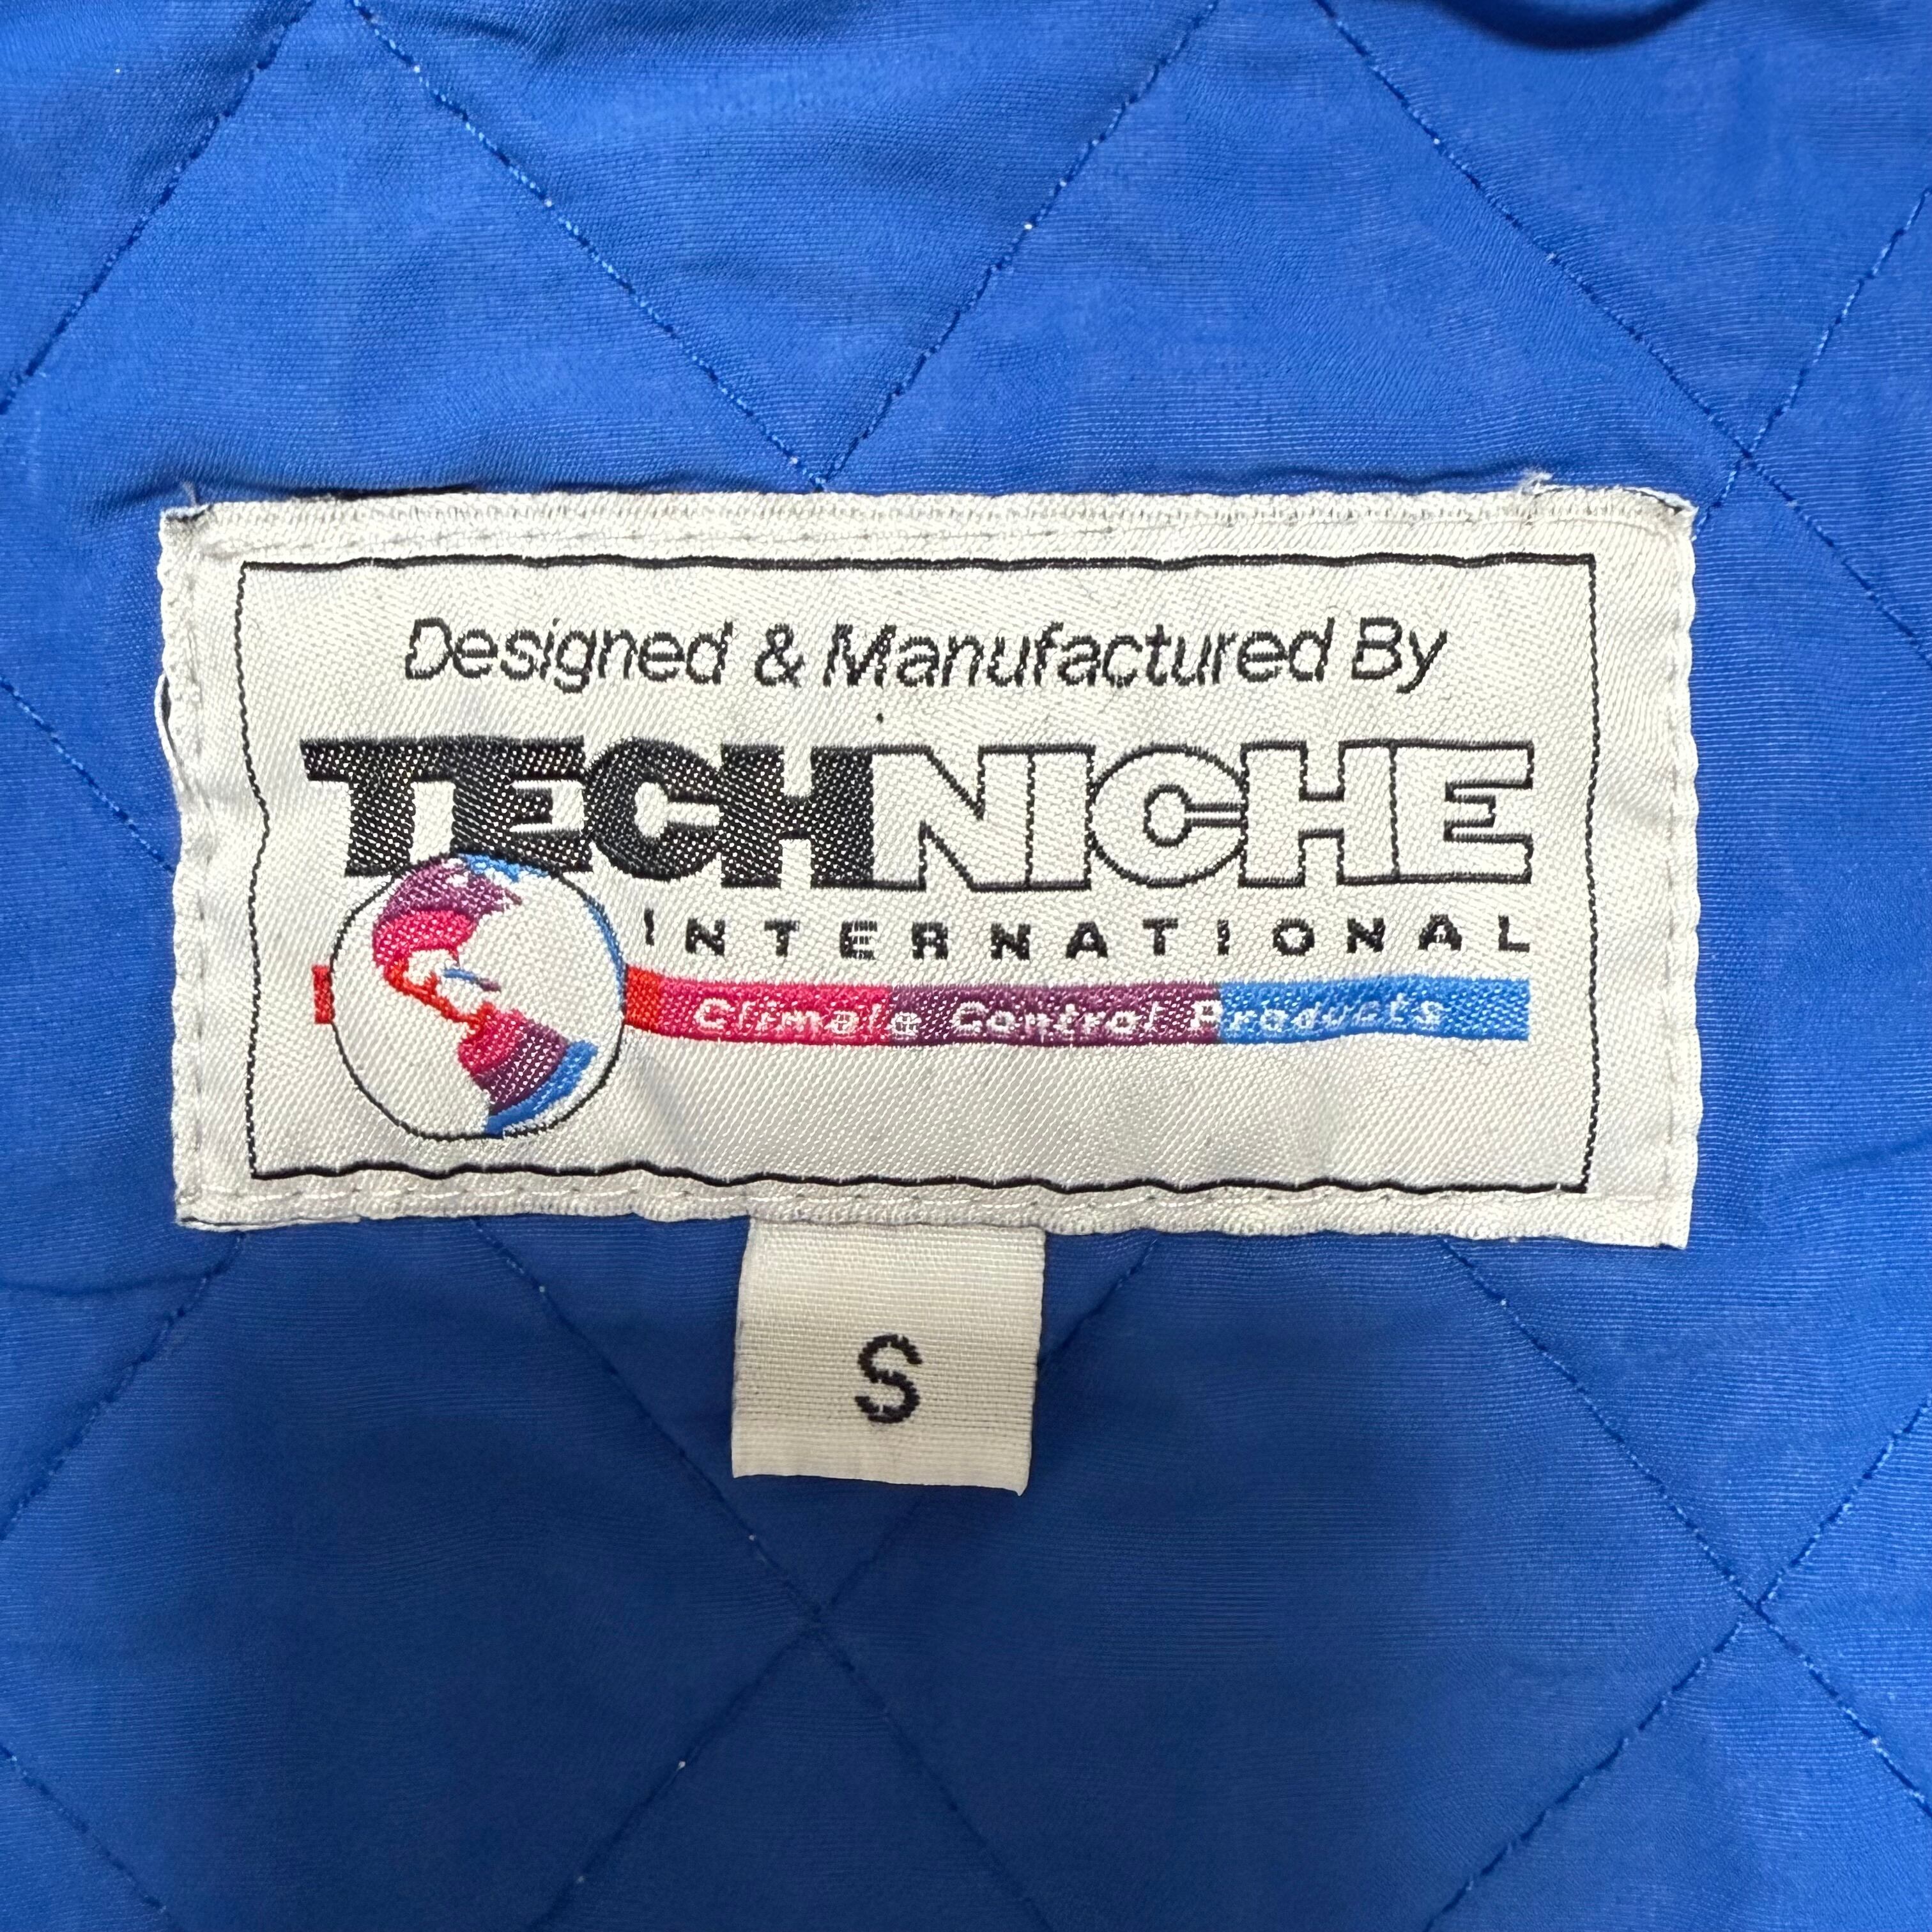 Designed & Manufactured By
TECHNICHE
INTERNATIONAL
Climate Control Products
S